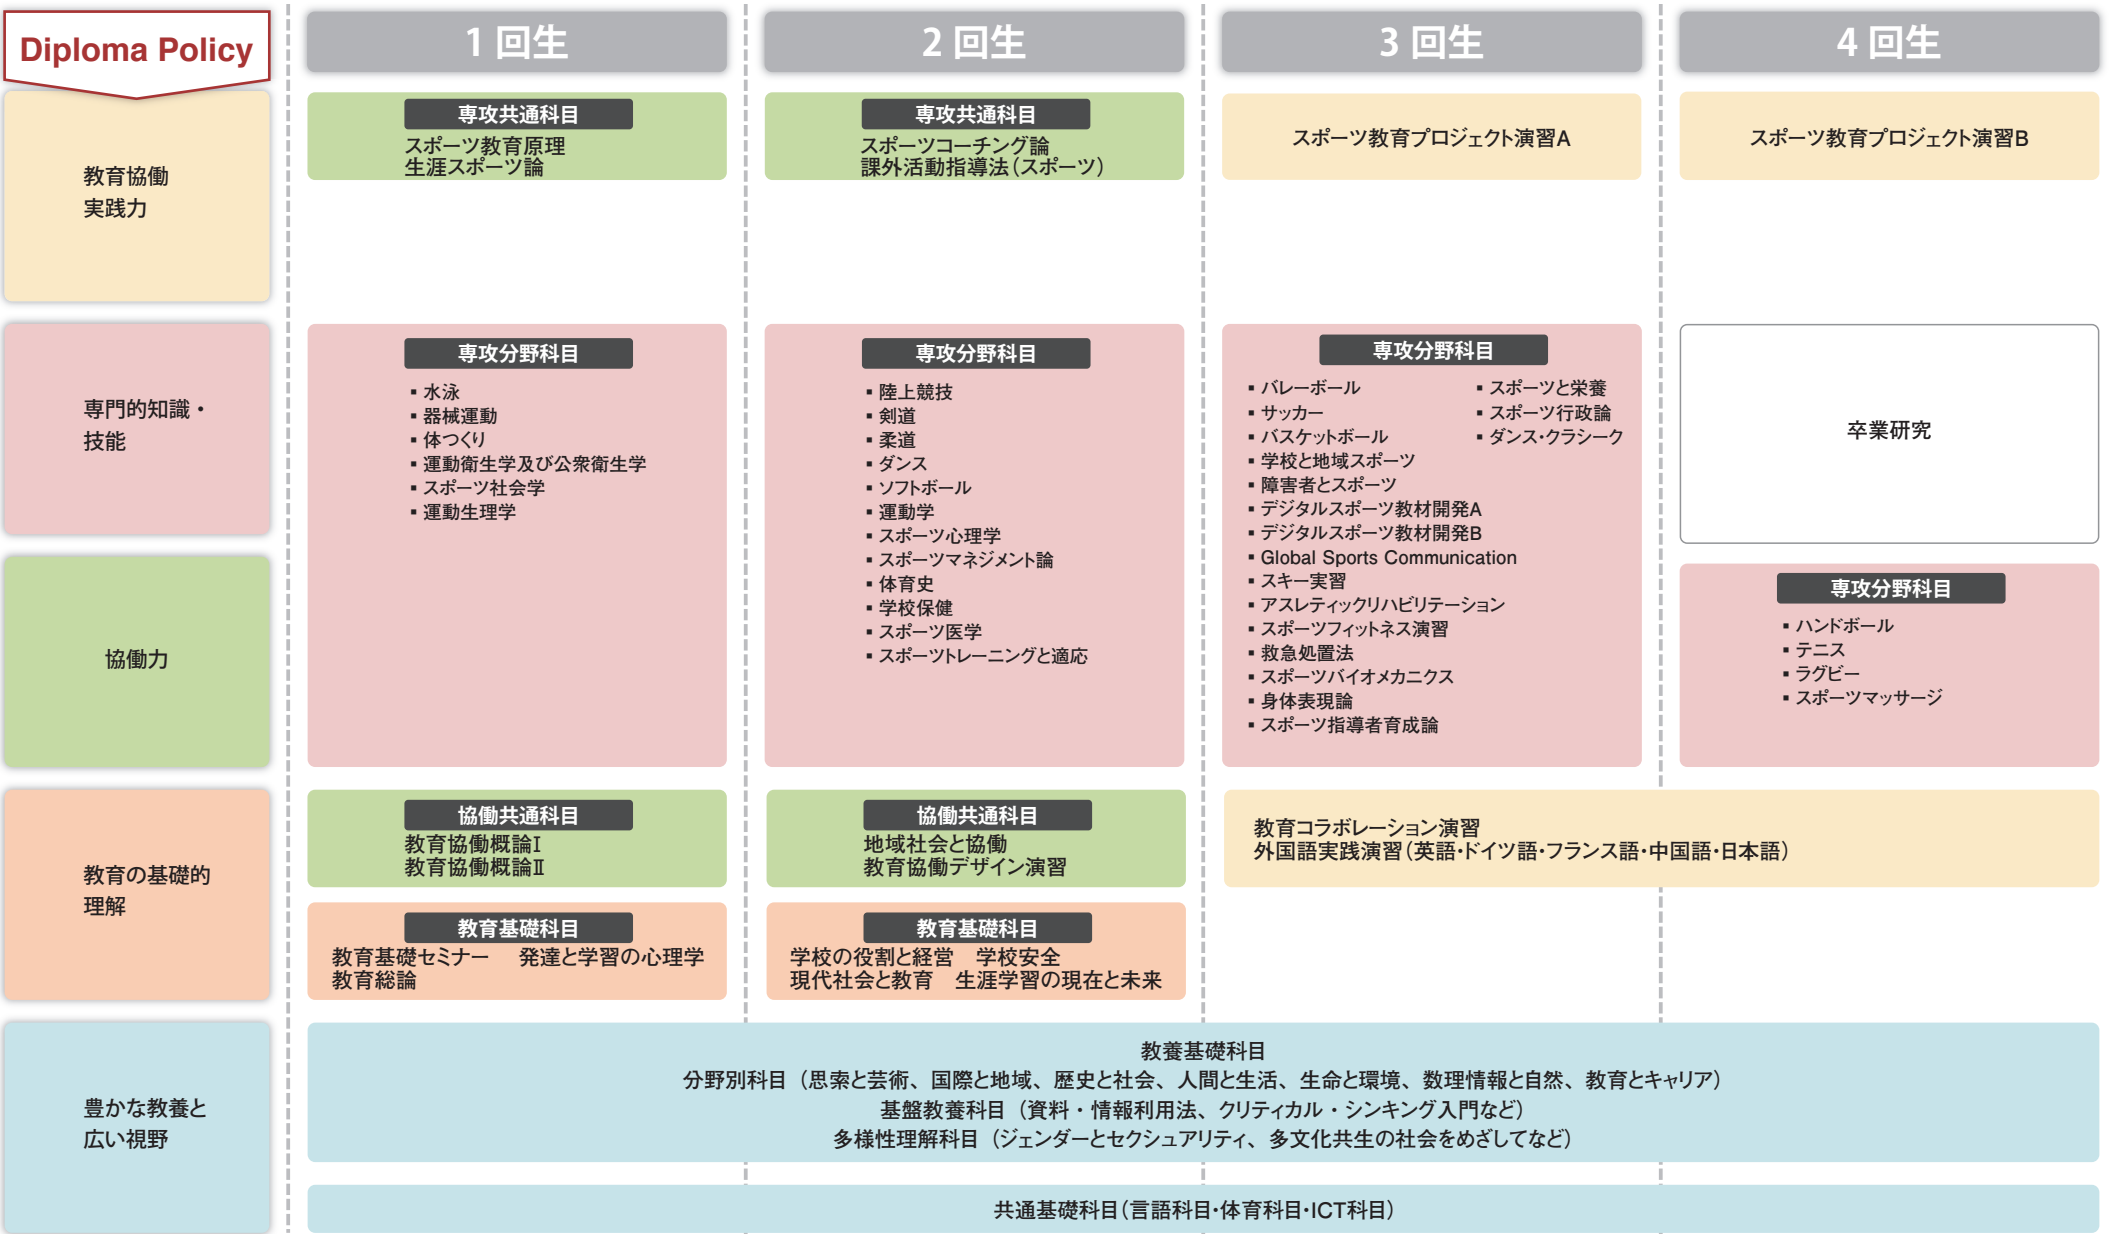 Diploma Policy
1 回生
2 回生
3 回生
4 回生
教育協働
実践力
専攻共通科目
スポーツ教育原理
生涯スポーツ論
専攻共通科目
スポーツコーチング論
課外活動指導法（スポーツ）
スポーツ教育プロジェクト演習A
スポーツ教育プロジェクト演習B
専門的知識・
技能
協働力
専攻分野科目
▪ 水泳
▪ 器械運動
▪ 体つくり
▪ 運動衛生学及び公衆衛生学
▪ スポーツ社会学
▪ 運動生理学
専攻分野科目
▪ 陸上競技
▪ 剣道
▪ 柔道
▪ ダンス
▪ ソフトボール
▪ 運動学
▪ スポーツ心理学
▪ スポーツマネジメント論
▪ 体育史
▪ 学校保健
▪ スポーツ医学
▪ スポーツトレーニングと適応
専攻分野科目
▪ バレーボール
▪ サッカー
▪ バスケットボール
▪ 学校と地域スポーツ
▪ 障害者とスポーツ
▪ デジタルスポーツ教材開発A
▪ デジタルスポーツ教材開発B
▪ Global Sports Communication
▪ スキー実習
▪ アスレティックリハビリテーション
▪ スポーツフィットネス演習
▪ 救急処置法
▪ スポーツバイオメカニクス
▪ 身体表現論
▪ スポーツ指導者育成論
▪ スポーツと栄養
▪ スポーツ行政論
▪ ダンス・クラシーク
卒業研究
専攻分野科目
▪ ハンドボール
▪ テニス
▪ ラグビー
▪ スポーツマッサージ
教育の基礎的
理解
協働共通科目
教育協働概論Ⅰ
教育協働概論Ⅱ
協働共通科目
地域社会と協働
教育協働デザイン演習
教育コラボレーション演習
外国語実践演習（英語・ドイツ語・フランス語・中国語・日本語）
教育基礎科目
教育基礎セミナー　発達と学習の心理学
教育総論
教育基礎科目
学校の役割と経営　学校安全
現代社会と教育　生涯学習の現在と未来
豊かな教養と
広い視野
教養基礎科目
分野別科目（思索と芸術、国際と地域、歴史と社会、人間と生活、生命と環境、数理情報と自然、教育とキャリア）
基盤教養科目（資料・情報利用法、クリティカル・シンキング入門など）
多様性理解科目（ジェンダーとセクシュアリティ、多文化共生の社会をめざしてなど）
共通基礎科目（言語科目・体育科目・ICT科目）